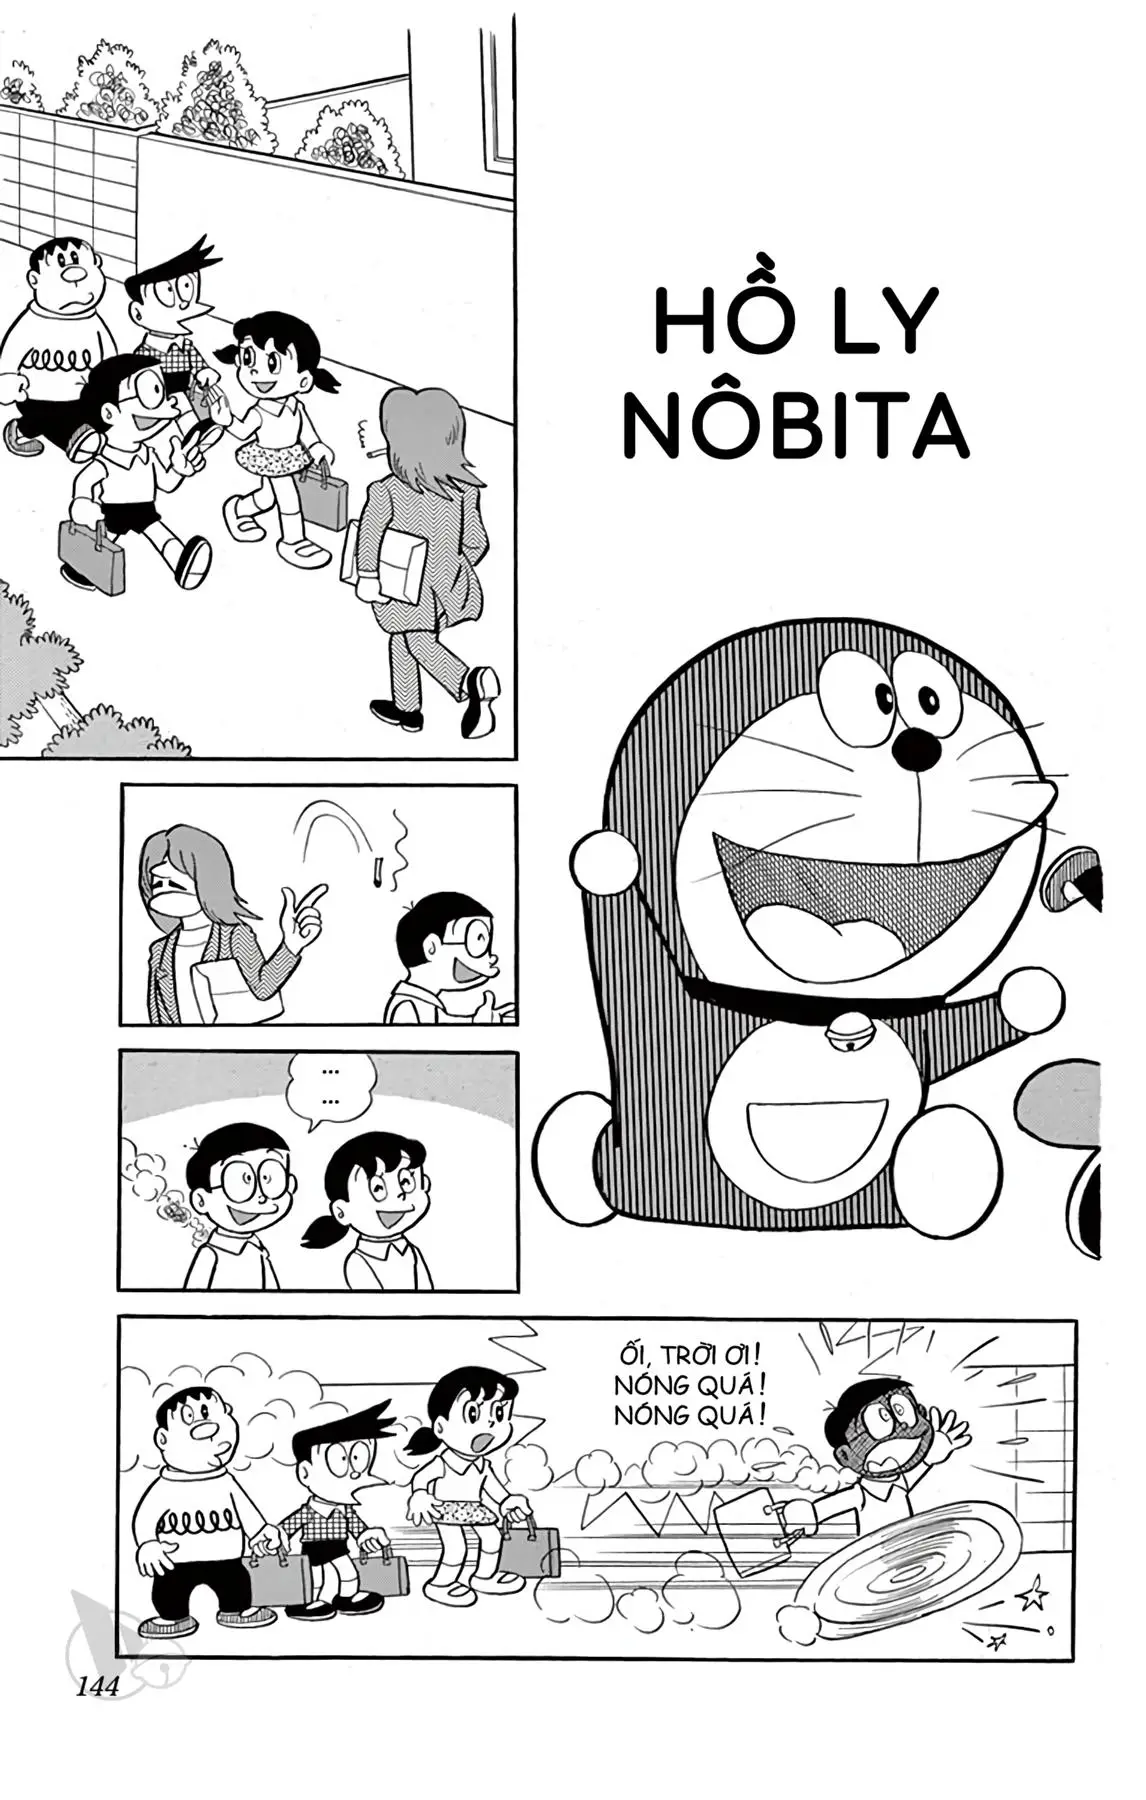 HỒ LY
NÔBITA
...
...
ỐI, TRỜI ƠI!
NÓNG QUÁ!
NÓNG QUÁ!
144